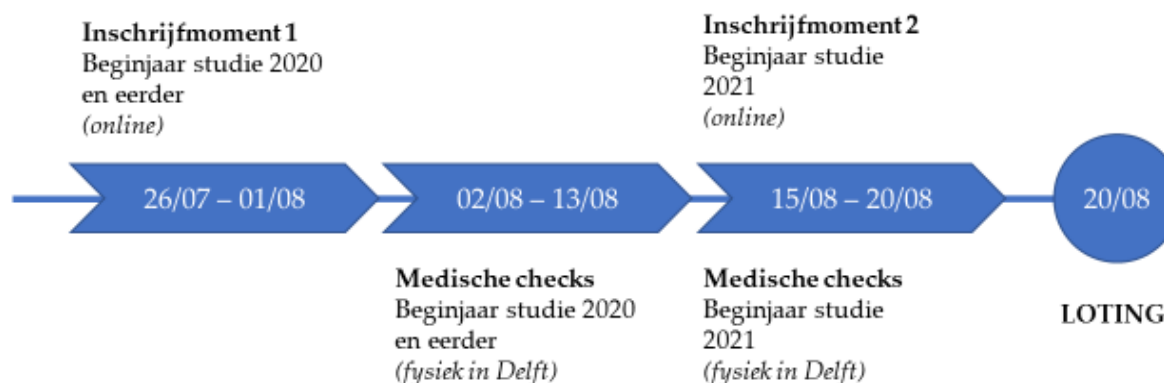 Inschrijfmoment 1
Beginjaar studie 2020
en eerder
(online)
Inschrijfmoment 2
Beginjaar studie
2021
(online)
26/07 – 01/08
02/08 – 13/08
15/08 – 20/08
20/08
Medische checks
Beginjaar studie 2020
en eerder
(fysiek in Delft)
Medische checks
Beginjaar studie
2021
(fysiek in Delft)
LOTING